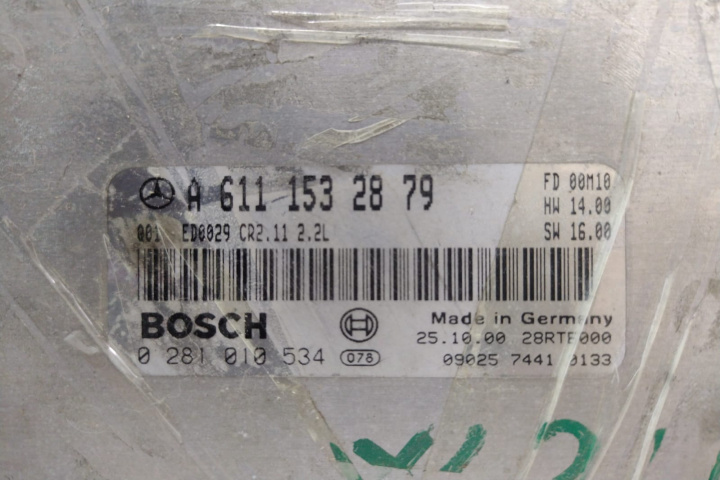 A 611 153 28 79
FD 00M10
HW 14.00
001 ED0029 CR2.11 2.2L
SW 16.00
BOSCH
Made in Germany
25.10.00 28RTE000
0 281 010 534 078
09025 7441 0133